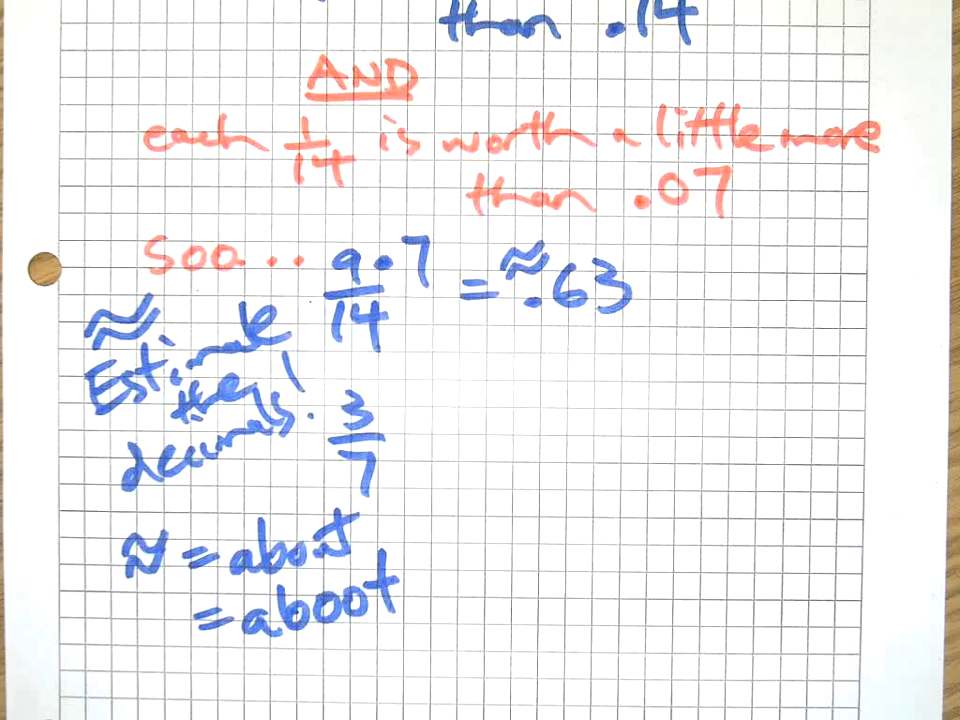 than .14
AND
each 1/14 is worth a little more
than .07
Soo... 9·7/14 = ≈.63
≈
Estimate
the
decimals. 3/7
≈ = about
= aboot